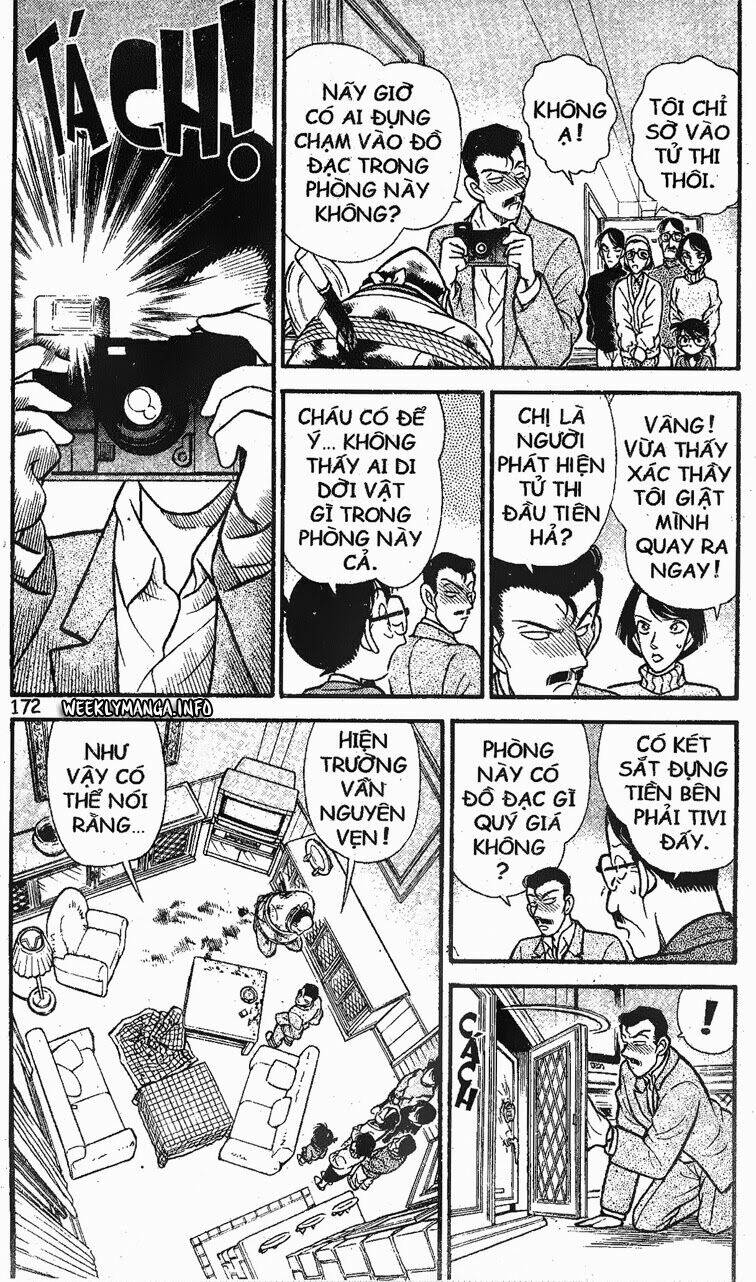 TÁCH!
NÃY GIỜ
CÓ AI ĐỤNG
CHẠM VÀO ĐỒ
ĐẠC TRONG
PHÒNG NÀY
KHÔNG?
KHÔNG
Ạ!
TÔI CHỈ
SỜ VÀO
TỬ THI
THÔI.
CHÁU CÓ ĐỂ
Ý... KHÔNG
THẤY AI DI
DỜI VẬT
GÌ TRONG
PHÒNG NÀY
CẢ.
CHỊ LÀ
NGƯỜI
PHÁT HIỆN
TỬ THI
ĐẦU TIÊN
HẢ?
VÂNG!
VỪA THẤY
XÁC THẦY
TÔI GIẬT
MÌNH
QUAY RA
NGAY!
172 WEEKLYMANGA.INFO
NHƯ
VẬY CÓ
THỂ NÓI
RẰNG...
HIỆN
TRƯỜNG
VẪN
NGUYÊN
VẸN!
PHÒNG
NÀY CÓ
ĐỒ ĐẠC GÌ
QUÝ GIÁ
KHÔNG
?
CÓ KÉT
SẮT ĐỰNG
TIỀN BÊN
PHẢI TIVI
ĐẤY.
CÁCH
!